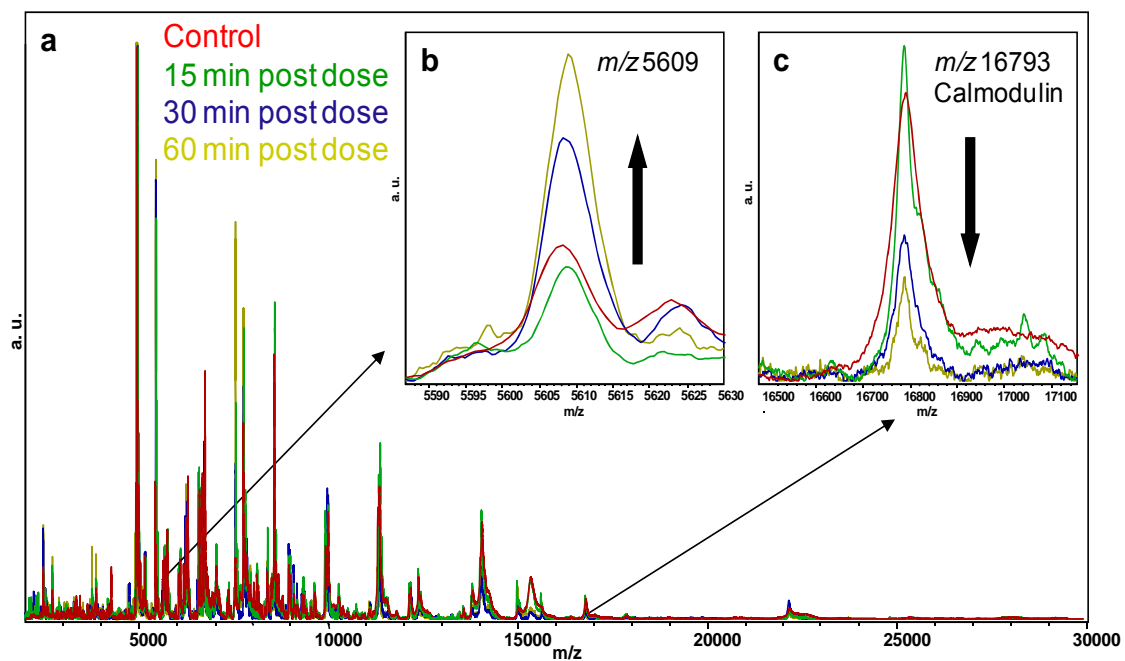 a
Control
15 min post dose
30 min post dose
60 min post dose
a. u.
5000 10000 15000 20000 25000 30000
m/z
b
m/z 5609
a. u.
5590 5595 5600 5605 5610 5615 5620 5625 5630
m/z
c
m/z 16793
Calmodulin
a. u.
16500 16600 16700 16800 16900 17000 17100
m/z